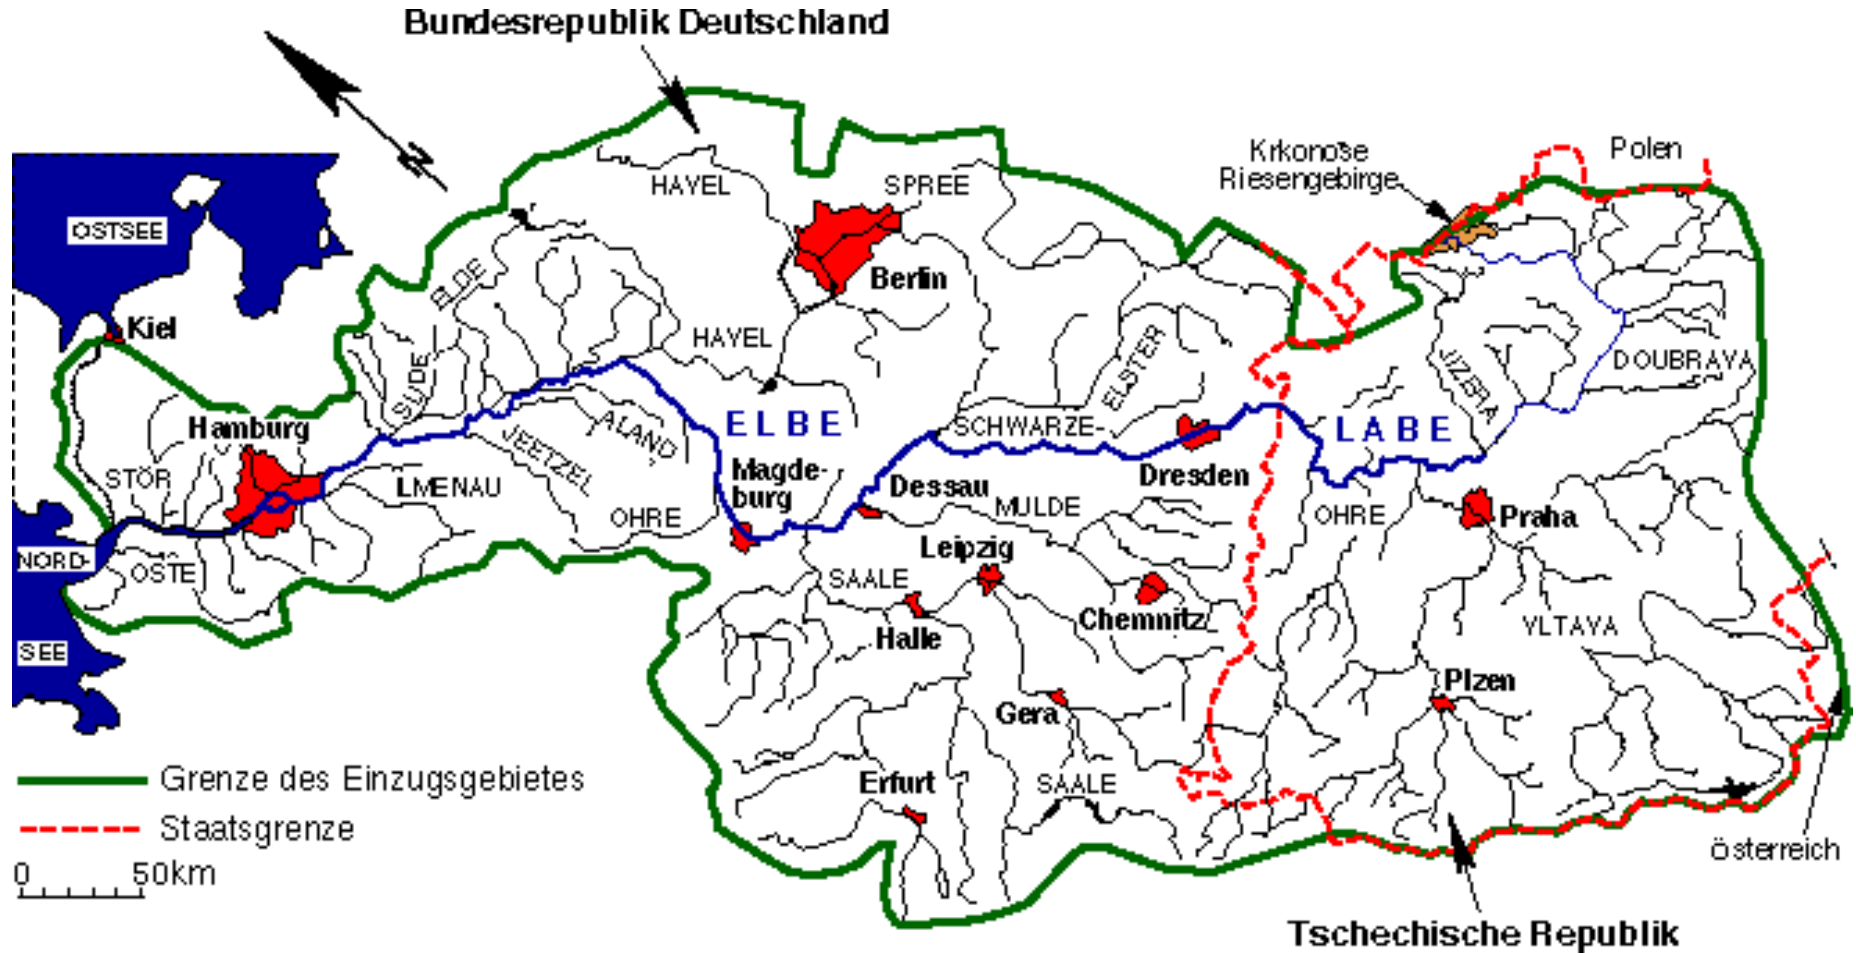 Bundesrepublik Deutschland
N
Krkonose
Riesengebirge
Polen
HAVEL
SPREE
OSTSEE
ELDE
Berlin
Kiel
HAVEL
SUDE
ELSTER
JIZERA
DOUBRAVA
Hamburg
ALAND
ELBE
SCHWARZE-
LABE
JEETZEL
STÖR
ILMENAU
Magde-
burg
Dessau
Dresden
MULDE
OHRE
OHRE
Praha
NORD-
OSTE
Leipzig
SAALE
Halle
Chemnitz
VLTAVA
SEE
Plzen
Gera
Grenze des Einzugsgebietes
Erfurt
SAALE
Staatsgrenze
Österreich
0 50km
Tschechische Republik